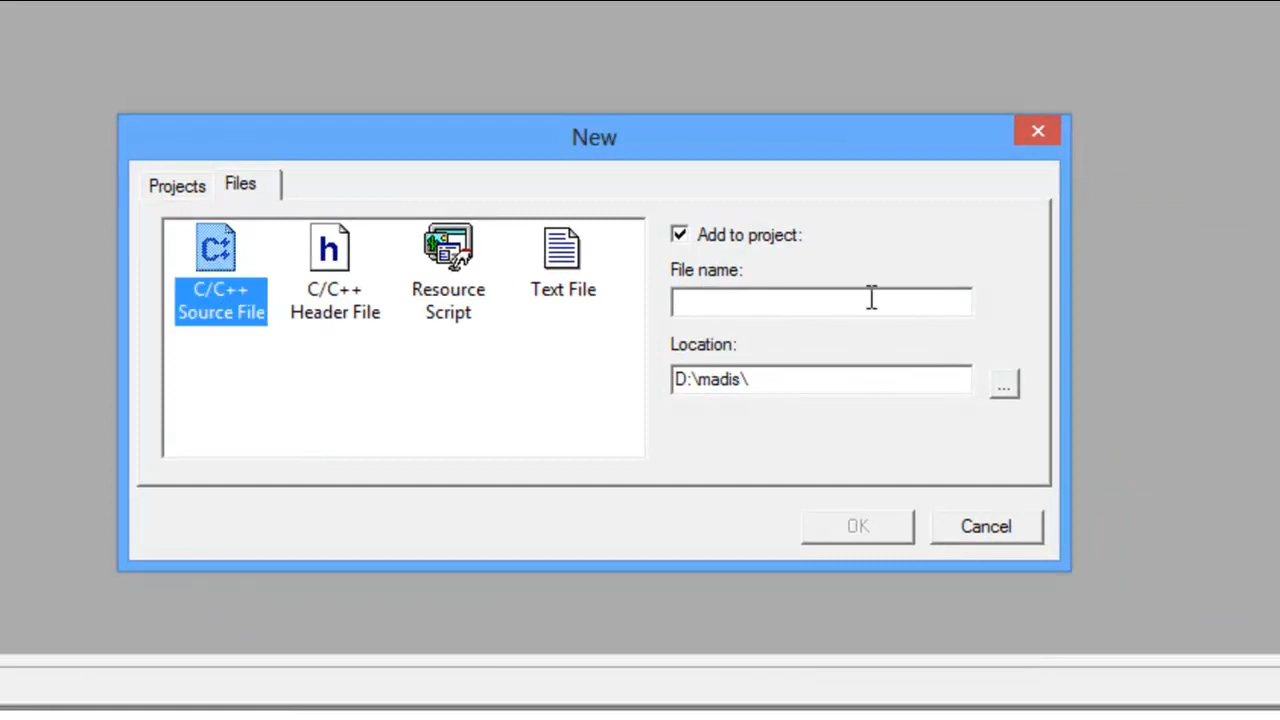 New
Projects
Files
C/C++
Source File
C/C++
Header File
Resource
Script
Text File
Add to project:
File name:
Location:
D:\madis\
...
OK
Cancel